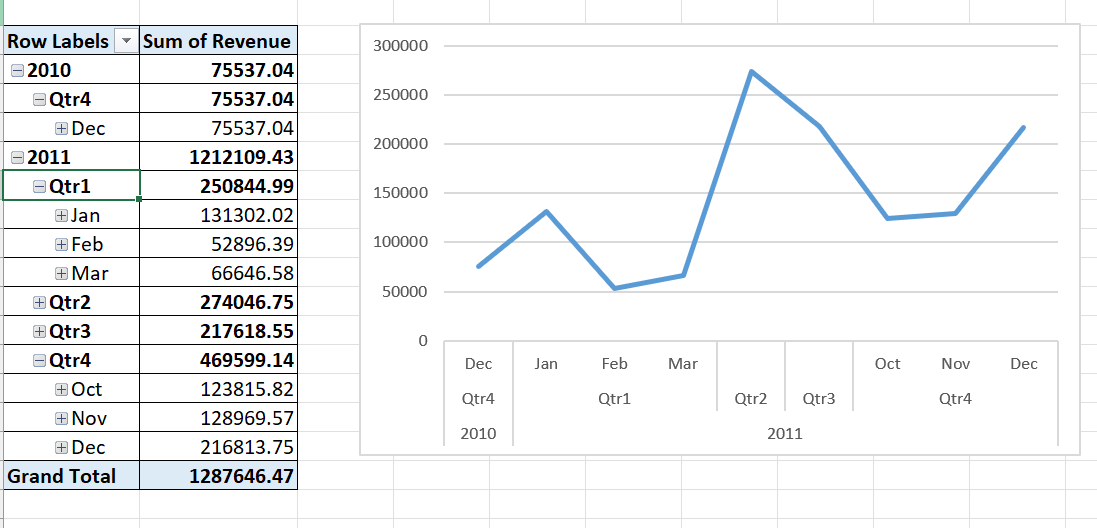 Row Labels Sum of Revenue
2010 75537.04
Qtr4 75537.04
Dec 75537.04
2011 1212109.43
Qtr1 250844.99
Jan 131302.02
Feb 52896.39
Mar 66646.58
Qtr2 274046.75
Qtr3 217618.55
Qtr4 469599.14
Oct 123815.82
Nov 128969.57
Dec 216813.75
Grand Total 1287646.47
300000
250000
200000
150000
100000
50000
0
Dec Jan Feb Mar Oct Nov Dec
Qtr4 Qtr1 Qtr2 Qtr3 Qtr4
2010 2011